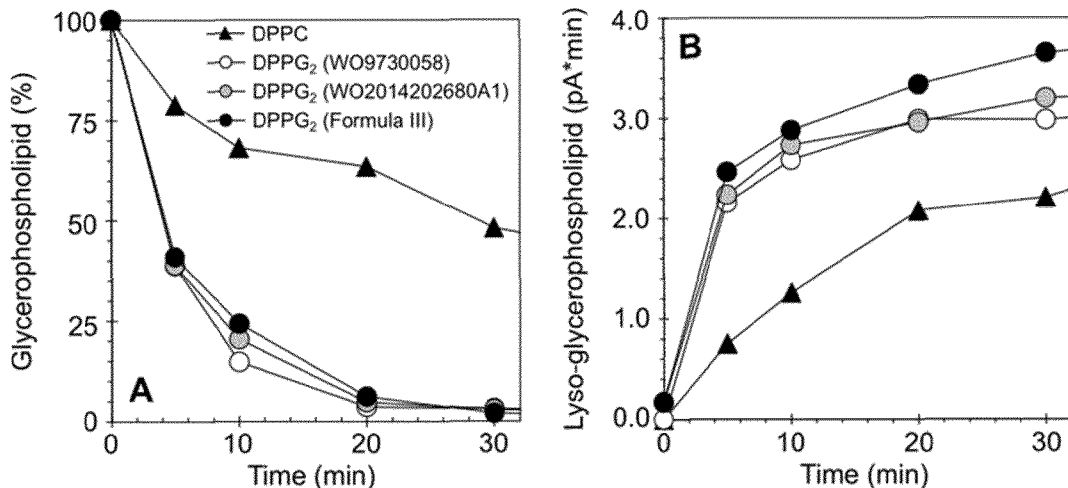 Glycerophospholipid (%)
100
75
50
25
0
DPPC
DPPG₂ (WO9730058)
DPPG₂ (WO2014202680A1)
DPPG₂ (Formula III)
A
0
10
20
30
Time (min)
Lyso-glycerophospholipid (pA*min)
4.0
3.0
2.0
1.0
0.0
B
0
10
20
30
Time (min)